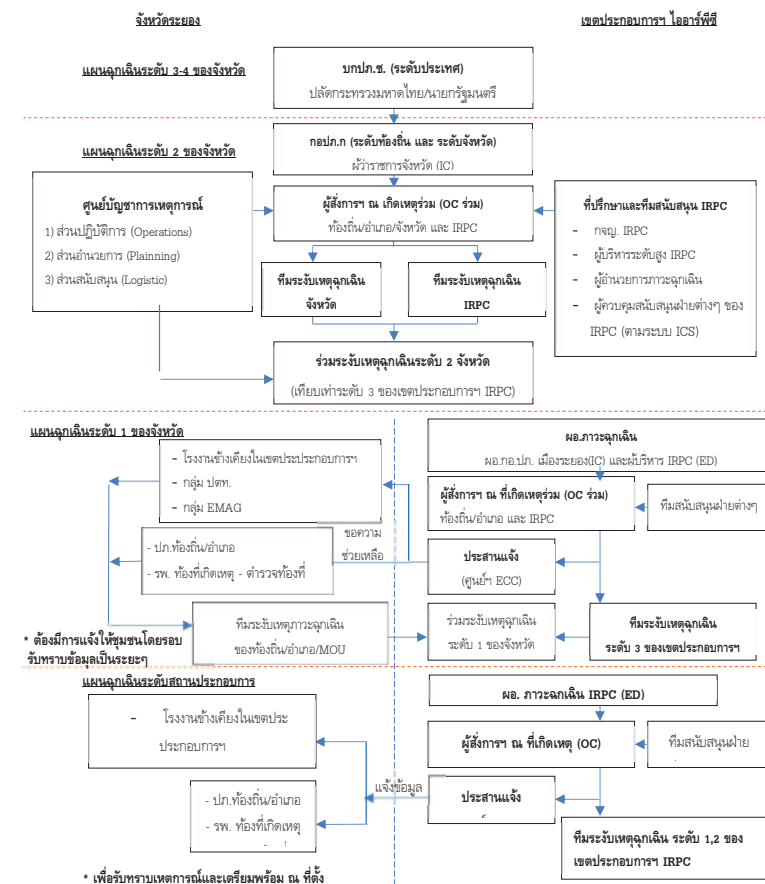 จังหวัดระยอง
เขตประกอบการฯ ไออาร์พีซี
แผนฉุกเฉินระดับ 3-4 ของจังหวัด
บกปภ.ช. (ระดับประเทศ)
ปลัดกระทรวงมหาดไทย/นายกรัฐมนตรี
แผนฉุกเฉินระดับ 2 ของจังหวัด
กอปภ.ก (ระดับท้องถิ่น และ ระดับจังหวัด)
ผู้ว่าราชการจังหวัด (IC)
ศูนย์บัญชาการเหตุการณ์
1) ส่วนปฏิบัติการ (Operations)
2) ส่วนอำนวยการ (Plainning)
3) ส่วนสนับสนุน (Logistic)
ผู้สั่งการฯ ณ เกิดเหตุร่วม (OC ร่วม)
ท้องถิ่น/อำเภอ/จังหวัด และ IRPC
ที่ปรึกษาและทีมสนับสนุน IRPC
- กจญ. IRPC
- ผู้บริหารระดับสูง IRPC
- ผู้อำนวยการภาวะฉุกเฉิน
- ผู้ควบคุมสนับสนุนฝ่ายต่างๆ ของ
IRPC (ตามระบบ ICS)
ทีมระงับเหตุฉุกเฉิน
จังหวัด
ทีมระงับเหตุฉุกเฉิน
IRPC
ร่วมระงับเหตุฉุกเฉินระดับ 2 จังหวัด
(เทียบเท่าระดับ 3 ของเขตประกอบการฯ IRPC)
แผนฉุกเฉินระดับ 1 ของจังหวัด
- โรงงานข้างเคียงในเขตประประกอบการฯ
- กลุ่ม ปตท.
- กลุ่ม EMAG
ผอ.ภาวะฉุกเฉิน
ผอ.กอ.ปภ. เมืองระยอง(IC) และผู้บริหาร IRPC (ED)
ผู้สั่งการฯ ณ ที่เกิดเหตุร่วม (OC ร่วม)
ท้องถิ่น/อำเภอ และ IRPC
ทีมสนับสนุนฝ่ายต่างๆ
ขอความ
ช่วยเหลือ
- ปภ.ท้องถิ่น/อำเภอ
- รพ. ท้องที่เกิดเหตุ - ตำรวจท้องที่
ประสานแจ้ง
(ศูนย์ฯ ECC)
ทีมระงับเหตุภาวะฉุกเฉิน
ของท้องถิ่น/อำเภอ/MOU
ร่วมระงับเหตุฉุกเฉิน
ระดับ 1 ของจังหวัด
ทีมระงับเหตุฉุกเฉิน
ระดับ 3 ของเขตประกอบการฯ
* ต้องมีการแจ้งให้ชุมชนโดยรอบ
รับทราบข้อมูลเป็นระยะๆ
แผนฉุกเฉินระดับสถานประกอบการ
- โรงงานข้างเคียงในเขตประ
ประกอบการฯ
ผอ. ภาวะฉุกเฉิน IRPC (ED)
ผู้สั่งการฯ ณ ที่เกิดเหตุ (OC)
ทีมสนับสนุนฝ่าย
แจ้งข้อมูล
- ปภ.ท้องถิ่น/อำเภอ
- รพ. ท้องที่เกิดเหตุ
ประสานแจ้ง
ทีมระงับเหตุฉุกเฉิน ระดับ 1,2 ของ
เขตประกอบการฯ IRPC
* เพื่อรับทราบเหตุการณ์และเตรียมพร้อม ณ ที่ตั้ง